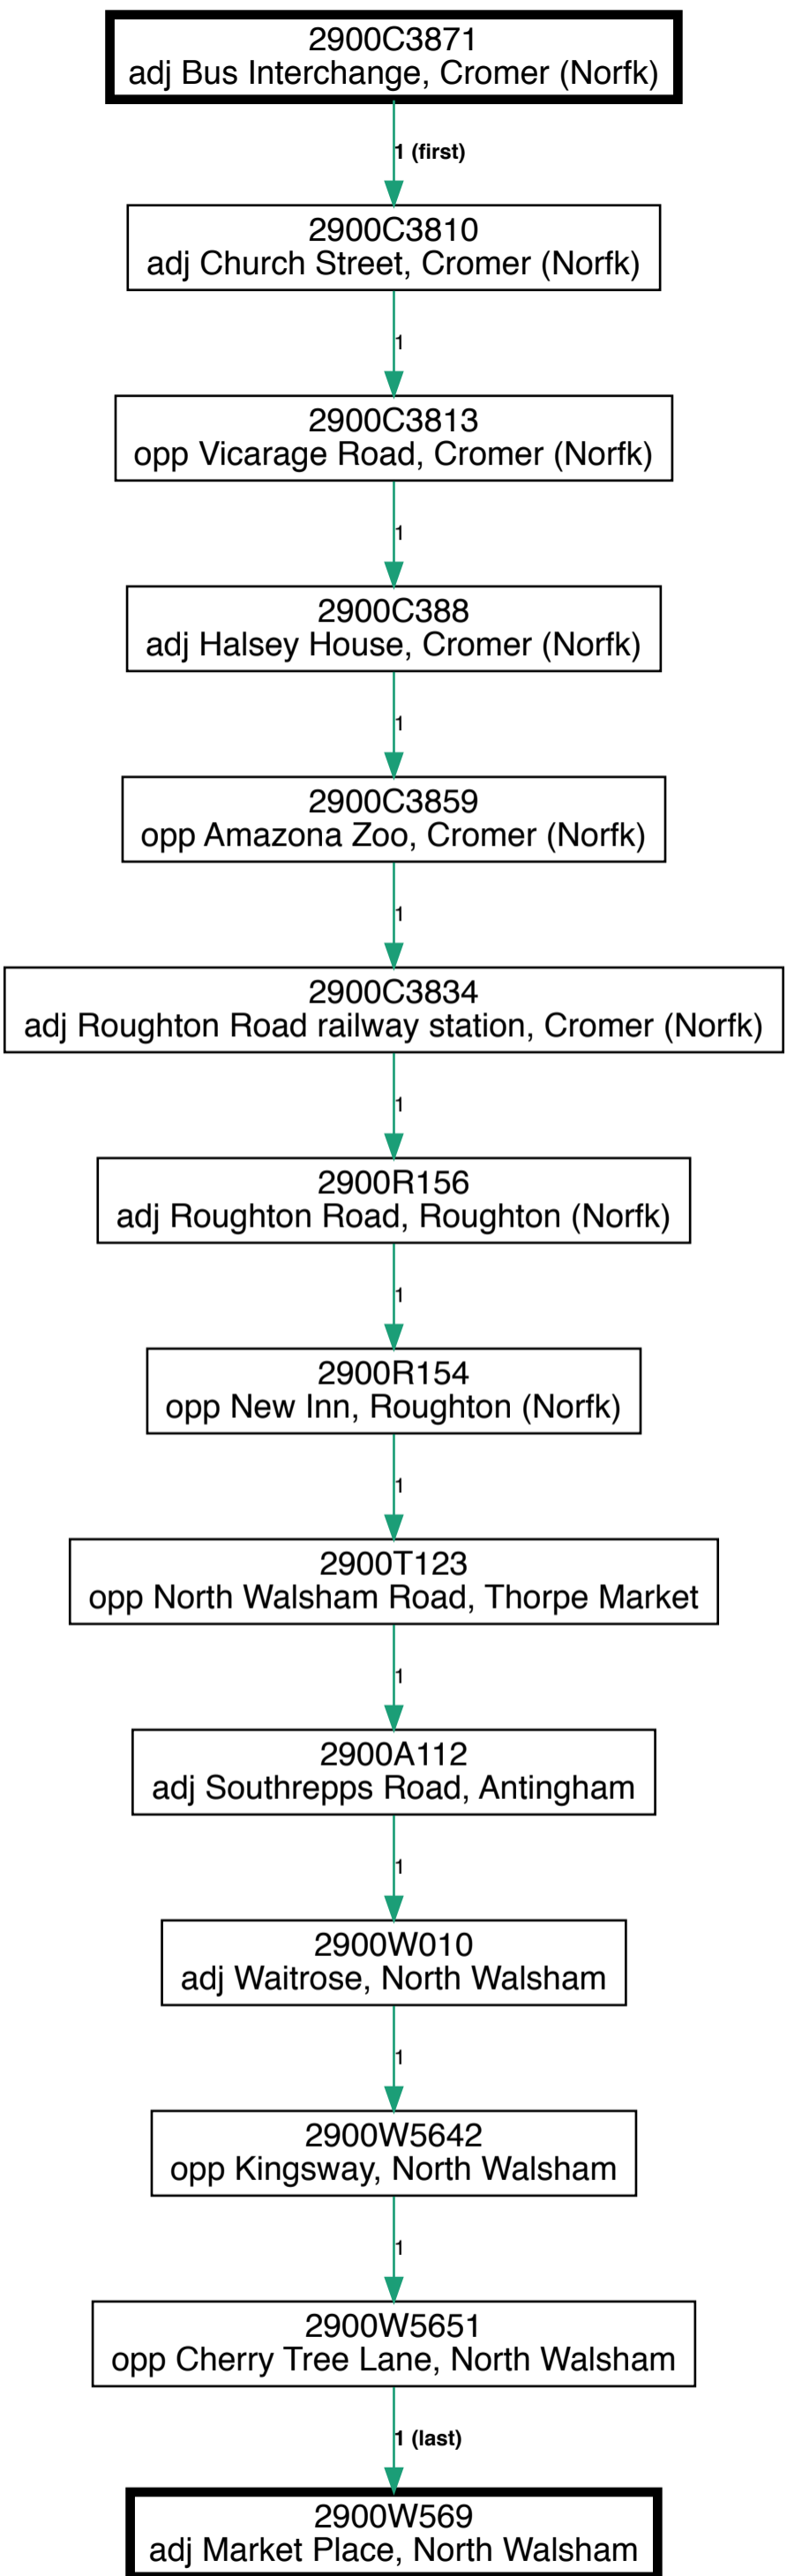 2900C3871
adj Bus Interchange, Cromer (Norfk)
1 (first)
2900C3810
adj Church Street, Cromer (Norfk)
1
2900C3813
opp Vicarage Road, Cromer (Norfk)
1
2900C388
adj Halsey House, Cromer (Norfk)
1
2900C3859
opp Amazona Zoo, Cromer (Norfk)
1
2900C3834
adj Roughton Road railway station, Cromer (Norfk)
1
2900R156
adj Roughton Road, Roughton (Norfk)
1
2900R154
opp New Inn, Roughton (Norfk)
1
2900T123
opp North Walsham Road, Thorpe Market
1
2900A112
adj Southrepps Road, Antingham
1
2900W010
adj Waitrose, North Walsham
1
2900W5642
opp Kingsway, North Walsham
1
2900W5651
opp Cherry Tree Lane, North Walsham
1 (last)
2900W569
adj Market Place, North Walsham